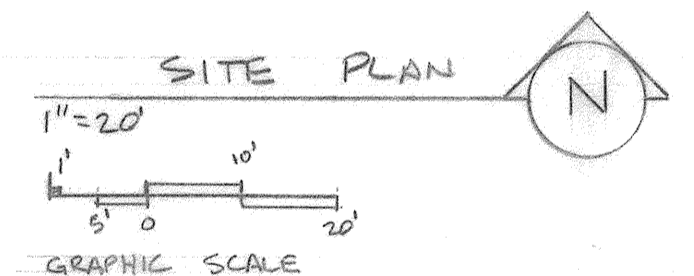 SITE PLAN
N
1"=20'
1' 10'
5' 0 20'
GRAPHIC SCALE